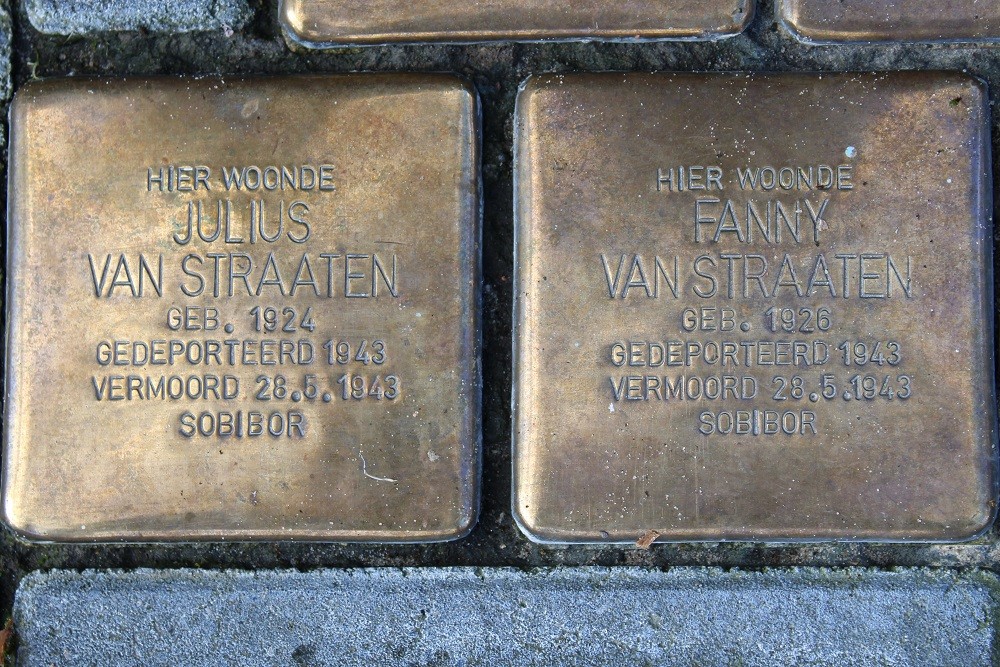 HIER WOONDE
JULIUS
VAN STRAATEN
GEB. 1924
GEDEPORTEERD 1943
VERMOORD 28.5.1943
SOBIBOR
HIER WOONDE
FANNY
VAN STRAATEN
GEB. 1926
GEDEPORTEERD 1943
VERMOORD 28.5.1943
SOBIBOR